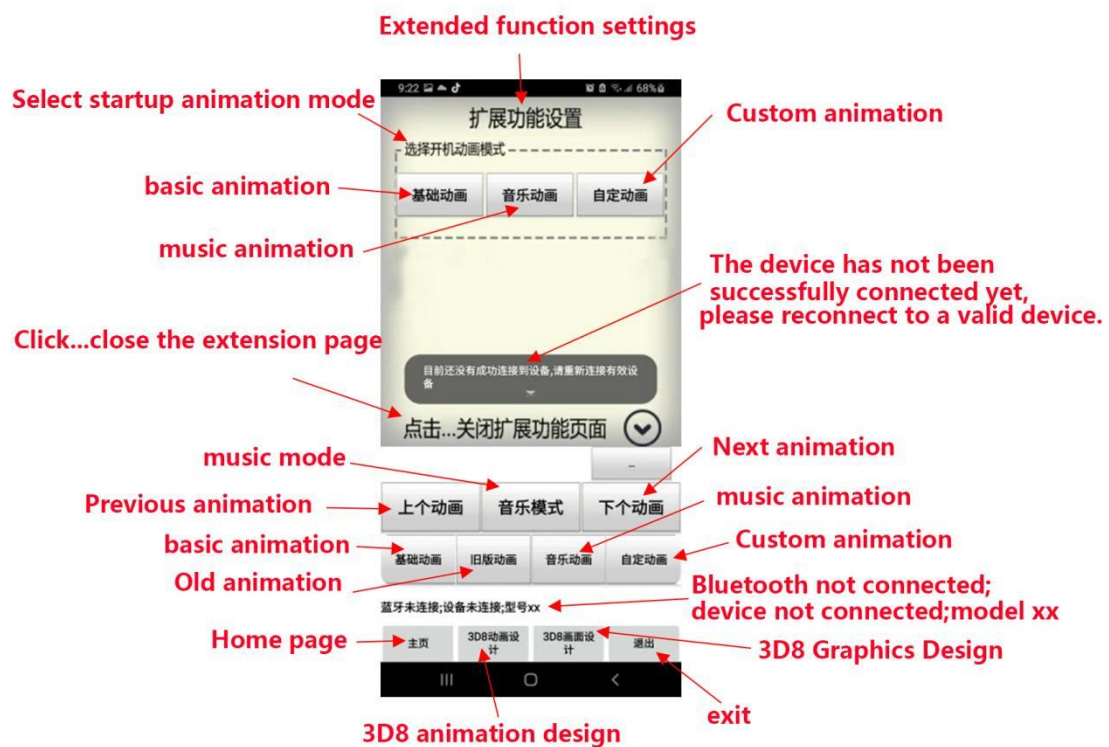 Extended function settings
9:22
68%
Select startup animation mode
扩展功能设置
Custom animation
选择开机动画模式
basic animation
基础动画
音乐动画
自定动画
music animation
The device has not been
successfully connected yet,
please reconnect to a valid device.
Click...close the extension page
目前还没有成功连接到设备,请重新连接有效设
备
点击...关闭扩展功能页面
music mode
Next animation
-
Previous animation
上个动画
音乐模式
下个动画
music animation
basic animation
基础动画
旧版动画
音乐动画
自定动画
Custom animation
Old animation
Bluetooth not connected;
device not connected;model xx
蓝牙未连接;设备未连接;型号xx
Home page
主页
3D8动画设
计
3D8画面设
计
退出
3D8 Graphics Design
exit
3D8 animation design